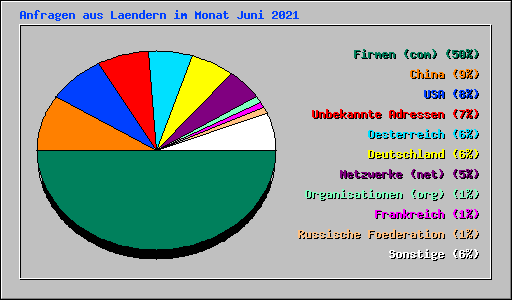 Anfragen aus Laendern im Monat Juni 2021
Firmen (com) (50%)
China (9%)
USA (8%)
Unbekannte Adressen (7%)
Oesterreich (6%)
Deutschland (6%)
Netzwerke (net) (5%)
Organisationen (org) (1%)
Frankreich (1%)
Russische Foederation (1%)
Sonstige (6%)